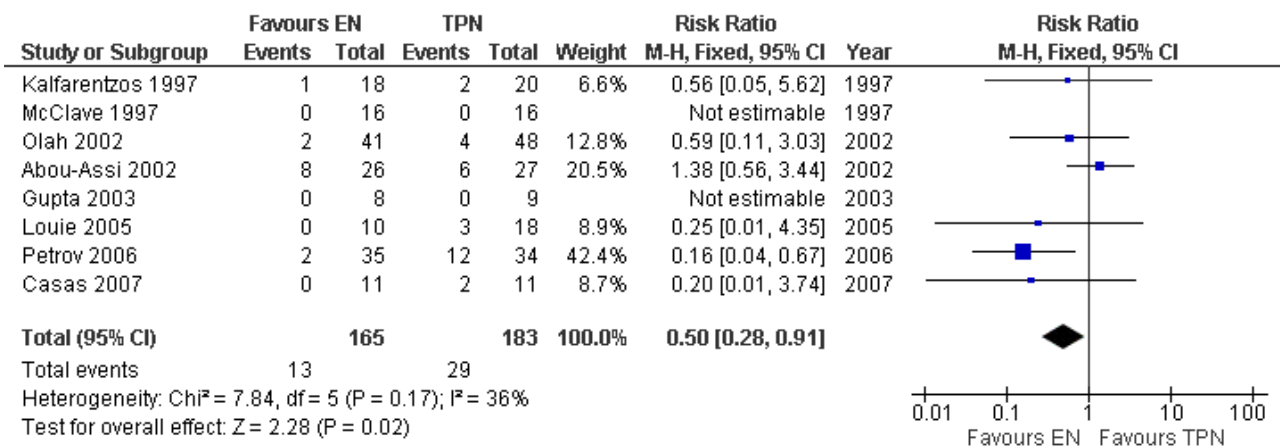 Favours EN TPN Risk Ratio Risk Ratio
Study or Subgroup Events Total Events Total Weight M-H, Fixed, 95% CI Year M-H, Fixed, 95% CI
Kalfarentzos 1997 1 18 2 20 6.6% 0.56 [0.05, 5.62] 1997
McClave 1997 0 16 0 16 Not estimable 1997
Olah 2002 2 41 4 48 12.8% 0.59 [0.11, 3.03] 2002
Abou-Assi 2002 8 26 6 27 20.5% 1.38 [0.56, 3.44] 2002
Gupta 2003 0 8 0 9 Not estimable 2003
Louie 2005 0 10 3 18 8.9% 0.25 [0.01, 4.35] 2005
Petrov 2006 2 35 12 34 42.4% 0.16 [0.04, 0.67] 2006
Casas 2007 0 11 2 11 8.7% 0.20 [0.01, 3.74] 2007
Total (95% CI) 165 183 100.0% 0.50 [0.28, 0.91]
Total events 13 29
Heterogeneity: Chi² = 7.84, df = 5 (P = 0.17); I² = 36%
Test for overall effect: Z = 2.28 (P = 0.02)
0.01 0.1 1 10 100
Favours EN Favours TPN